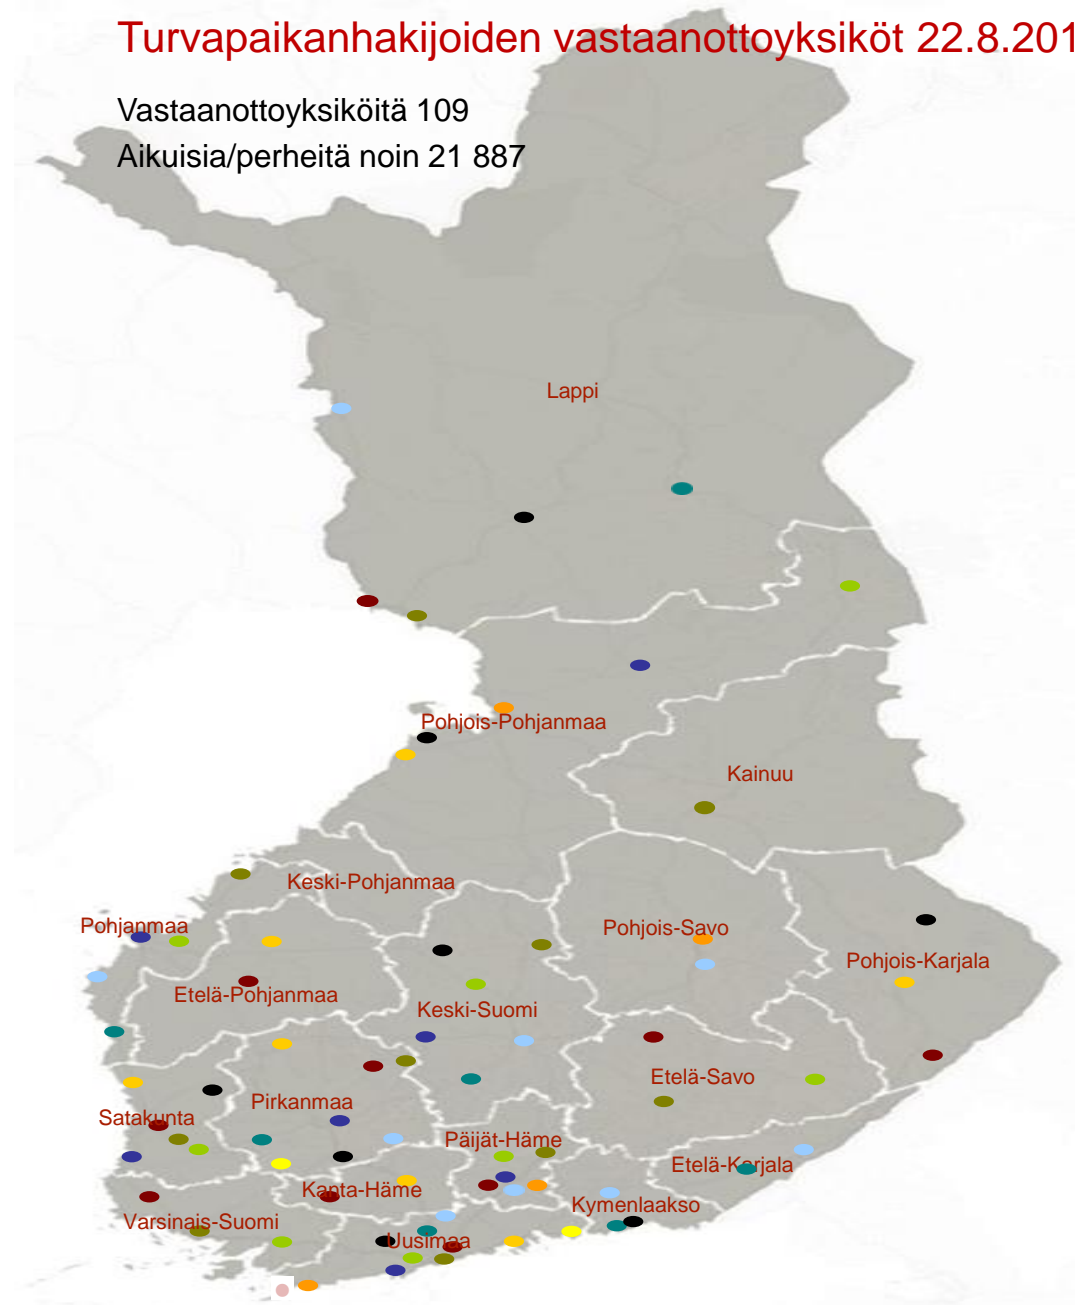 Turvapaikanhakijoiden vastaanottoyksiköt 22.8.201
Vastaanottoyksiköitä 109
Aikuisia/perheitä noin 21 887
Lappi
Pohjois-Pohjanmaa
Kainuu
Keski-Pohjanmaa
Pohjanmaa
Pohjois-Savo
Pohjois-Karjala
Etelä-Pohjanmaa
Keski-Suomi
Etelä-Savo
Pirkanmaa
Satakunta
Päijät-Häme
Etelä-Karjala
Kanta-Häme
Kymenlaakso
Varsinais-Suomi
Uusimaa